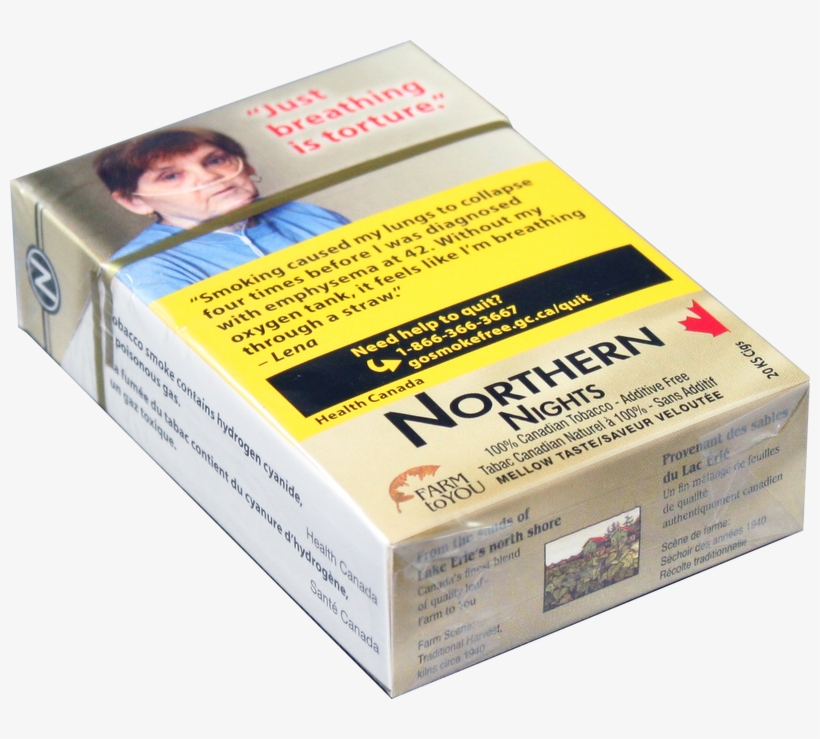 “Just
breathing
is torture.”
“Smoking caused my lungs to collapse
four times before I was diagnosed
with emphysema at 42. Without my
oxygen tank, it feels like I’m breathing
through a straw.”
– Lena
Need help to quit?
1-866-366-3667
gosmokefree.gc.ca/quit
Health Canada
NORTHERN
NIGHTS
20 KS Cigs
100% Canadian Tobacco - Additive Free
Tabac Canadian Naturel à 100% - Sans Additif
MELLOW TASTE/SAVEUR VELOUTÉE
FARM
to YOU
N
obacco smoke contains hydrogen cyanide,
poisonous gas.
Health Canada
a fumée du tabac contient du cyanure d’hydrogène,
un gaz toxique.
Santé Canada
From the sands of
Lake Erie’s north shore
Canada’s finest blend
of quality leaf -
Farm to You
Farm Scene:
Traditional Harvest,
kilns circa 1940
Provenant des sables
du Lac Érié
Un fin mélange de feuilles
de qualité
authentiquement canadien
Scène de ferme:
Séchoir des années 1940
Récolte traditionnelle